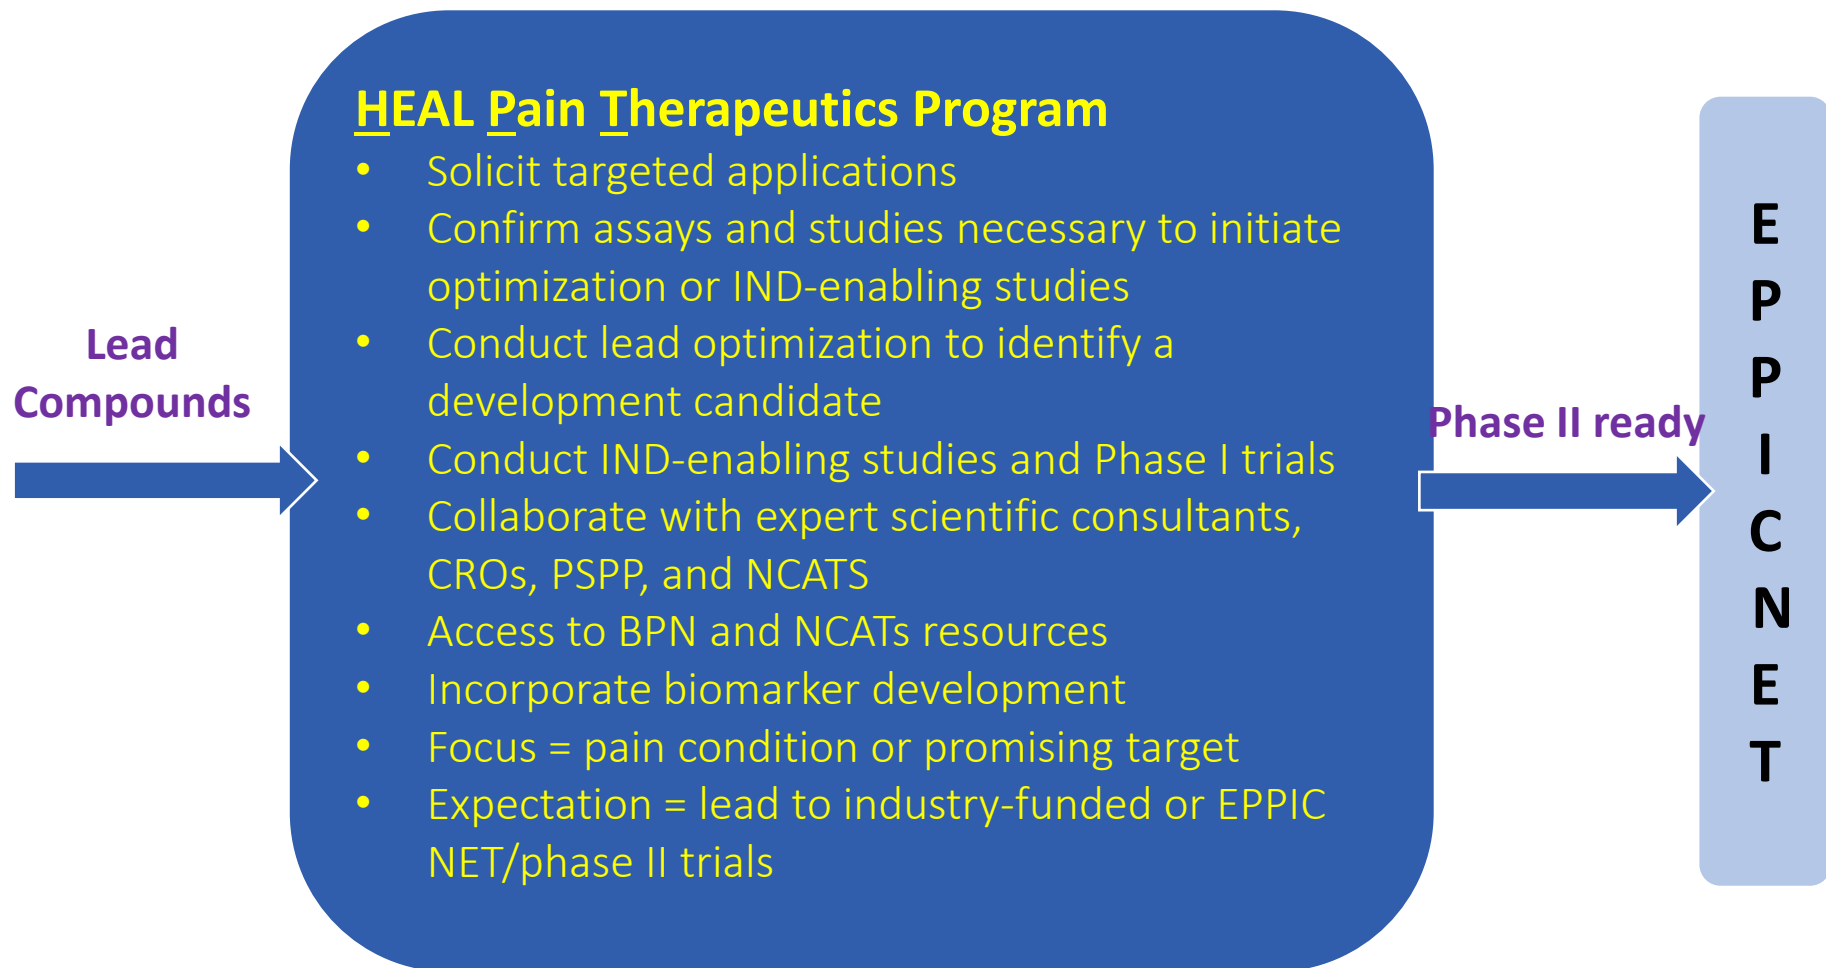 Lead
Compounds
HEAL Pain Therapeutics Program
• Solicit targeted applications
• Confirm assays and studies necessary to initiate
optimization or IND-enabling studies
• Conduct lead optimization to identify a
development candidate
• Conduct IND-enabling studies and Phase I trials
• Collaborate with expert scientific consultants,
CROs, PSPP, and NCATS
• Access to BPN and NCATs resources
• Incorporate biomarker development
• Focus = pain condition or promising target
• Expectation = lead to industry-funded or EPPIC
NET/phase II trials
Phase II ready
E
P
P
I
C
N
E
T